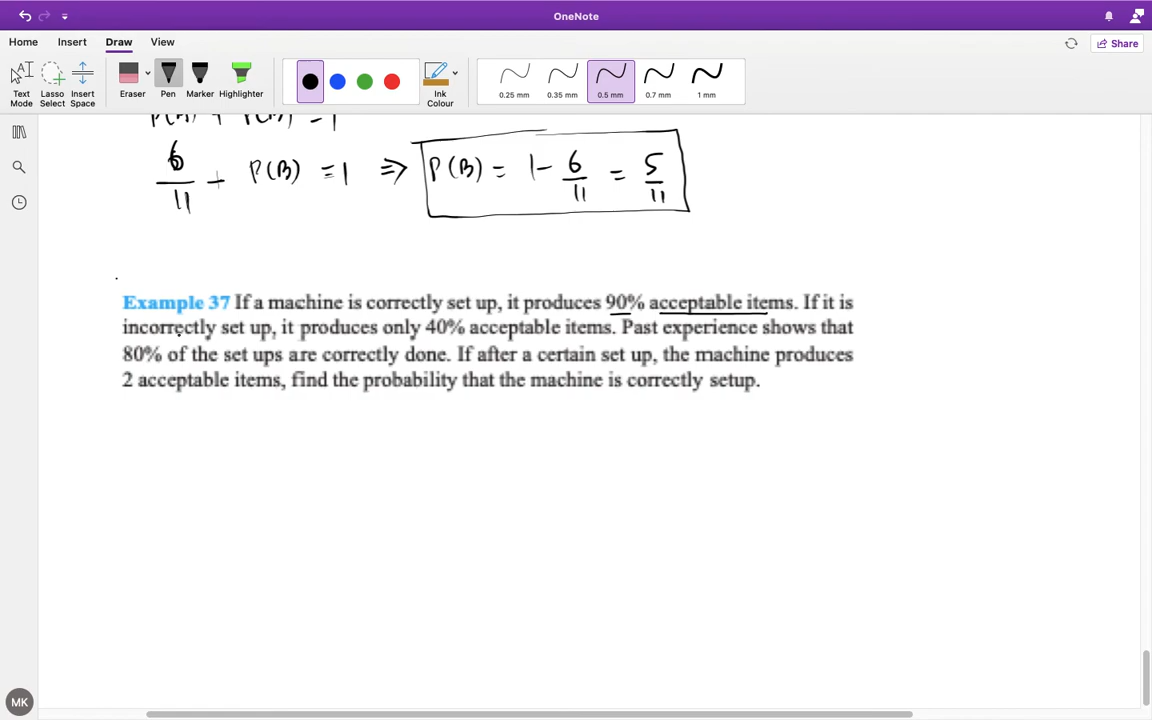 OneNote
Home Insert Draw View
Share
Text Mode
Lasso Select
Insert Space
Eraser
Pen
Marker
Highlighter
Ink Colour
0.25 mm
0.35 mm
0.5 mm
0.7 mm
1 mm
P(A) + P(B) = 1
6/11 + P(B) = 1 ⇒ P(B) = 1 - 6/11 = 5/11
Example 37 If a machine is correctly set up, it produces 90% acceptable items. If it is
incorrectly set up, it produces only 40% acceptable items. Past experience shows that
80% of the set ups are correctly done. If after a certain set up, the machine produces
2 acceptable items, find the probability that the machine is correctly setup.
MK